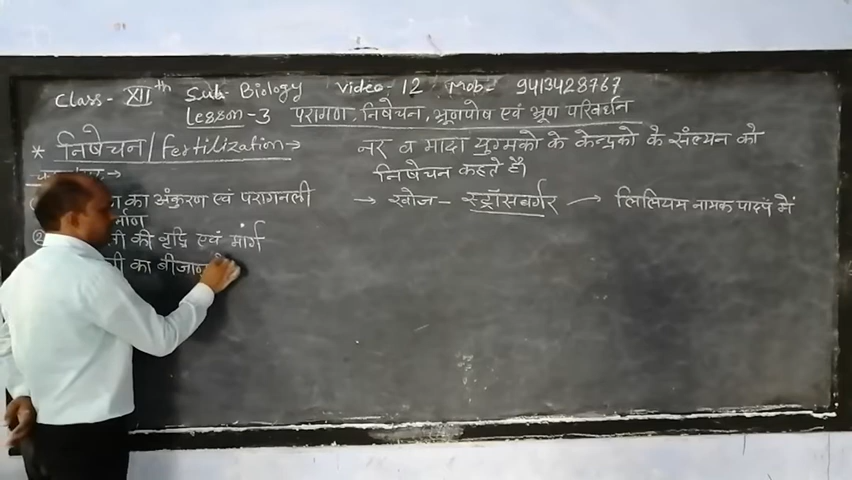 Class- XIIth Sub- Biology Video- 12 Mob- 9413428767
Lesson-3 परागण, निषेचन, भ्रूणपोष एवं भ्रूण परिवर्धन
* निषेचन/fertilization→ नर व मादा युग्मको के केन्द्रको के संलयन को
निषेचन कहते हैं।
का अंकुरण एवं परागनली
→ खोज- स्ट्रॉसबर्गर → लिलियम नामक पादप में
② की वृद्धि एवं मार्ग
का